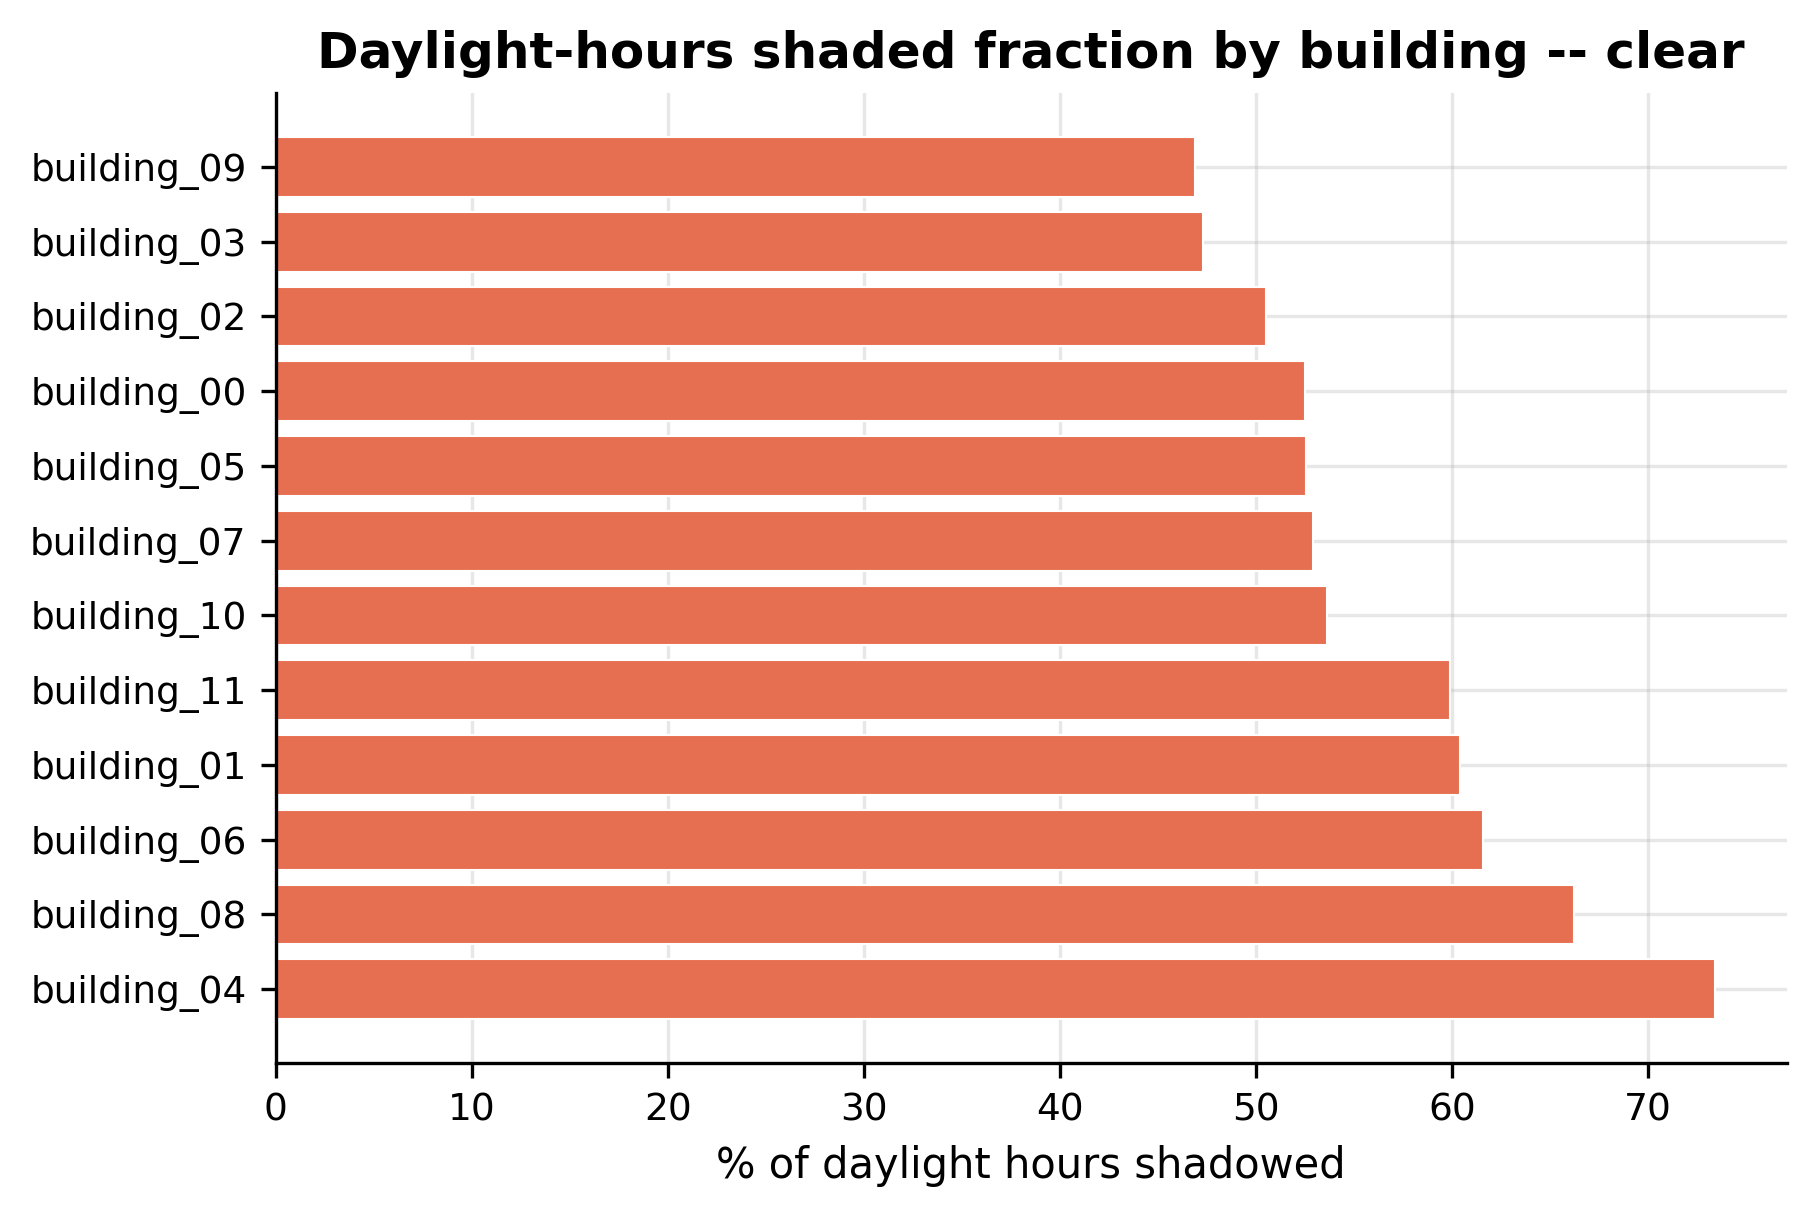 Daylight-hours shaded fraction by building -- clear
building_09
building_03
building_02
building_00
building_05
building_07
building_10
building_11
building_01
building_06
building_08
building_04
0 10 20 30 40 50 60 70
% of daylight hours shadowed